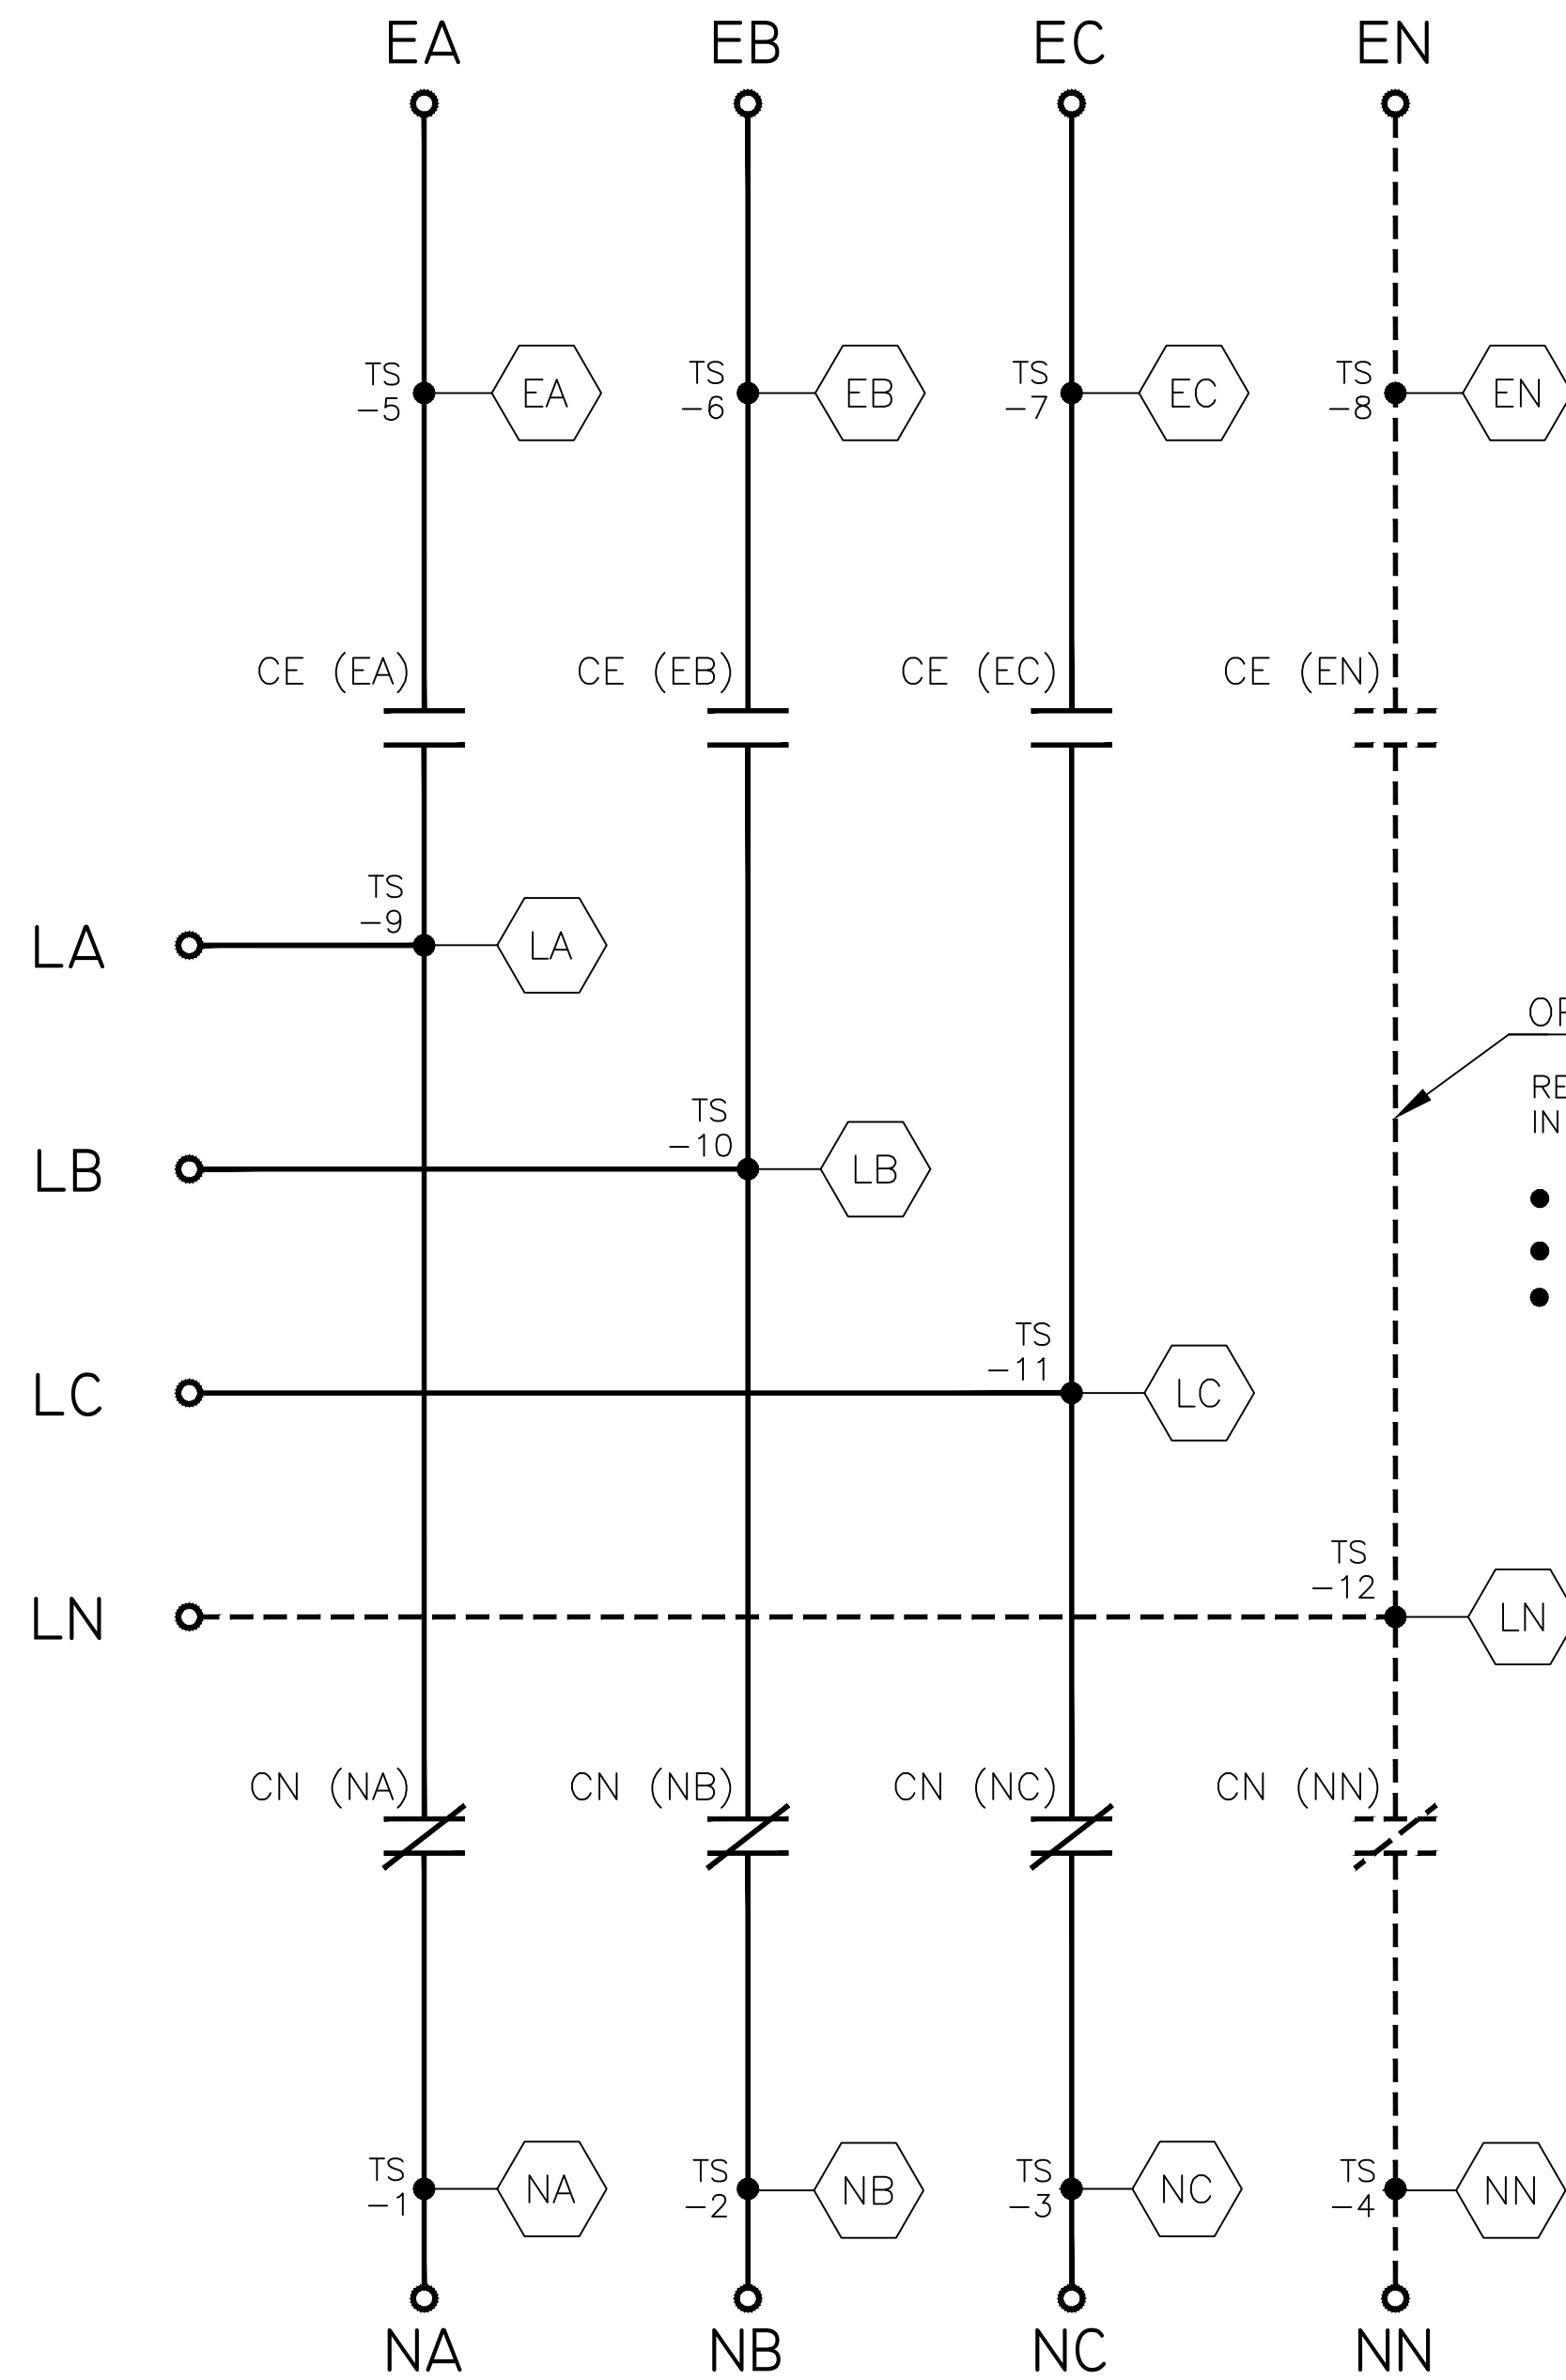 EA EB EC EN
TS
-5
EA
TS
-6
EB
TS
-7
EC
TS
-8
EN
CE (EA) CE (EB) CE (EC) CE (EN)
TS
-9
LA
LA
TS
-10
LB
LB
TS
-11
LC
LC
IN
TS
-12
LN
LN
CN (NA) CN (NB) CN (NC) CN (NN)
TS
-1
NA
TS
-2
NB
TS
-3
NC
TS
-4
NN
NA NB NC NN